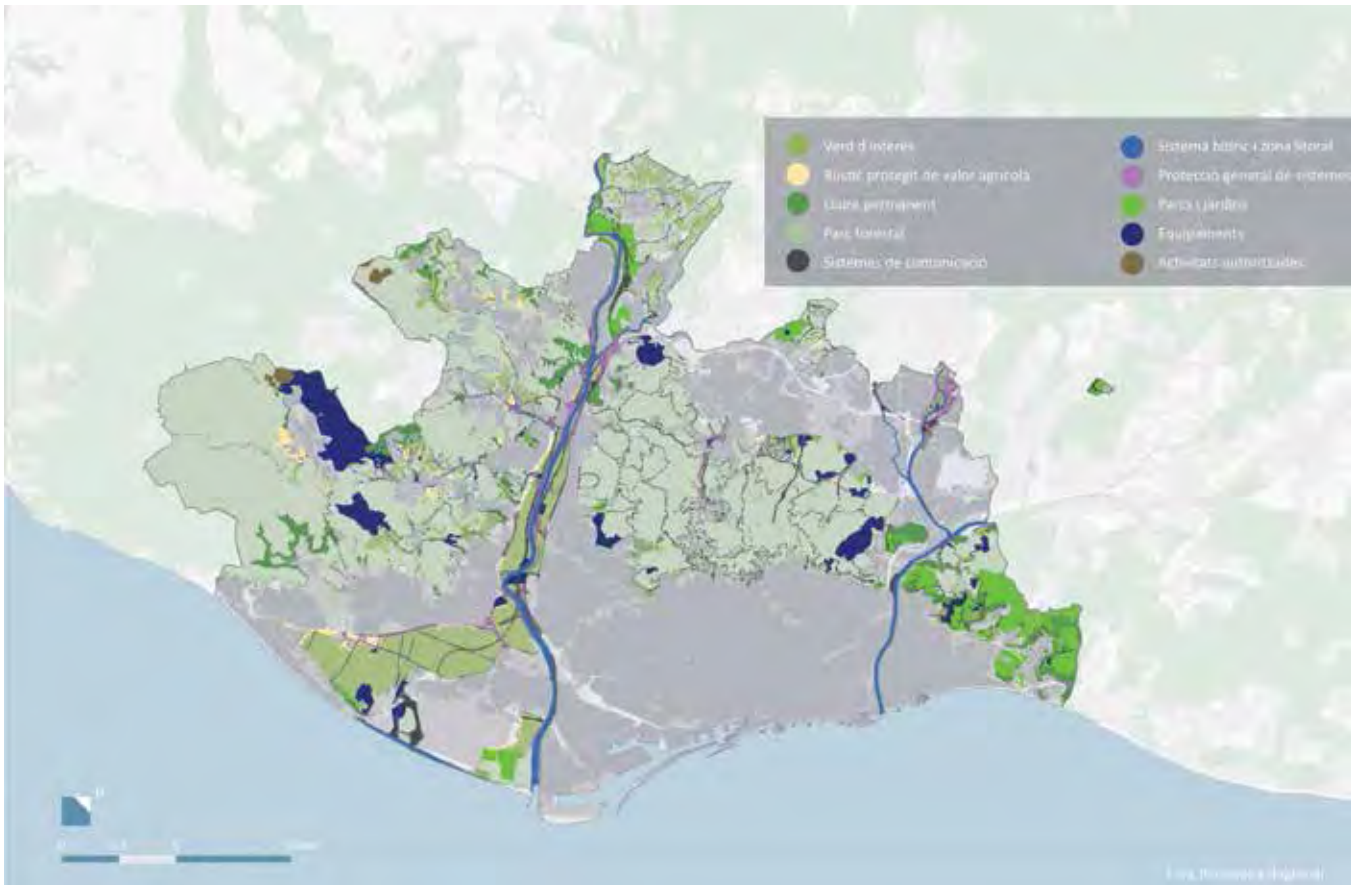 Verd d'interès
Rústic protegit de valor agrícola
Lliure permanent
Parc forestal
Sistemes de comunicació
Sistema hídric i zona litoral
Protecció general de sistemes
Parcs i jardins
Equipaments
Activitats autoritzades